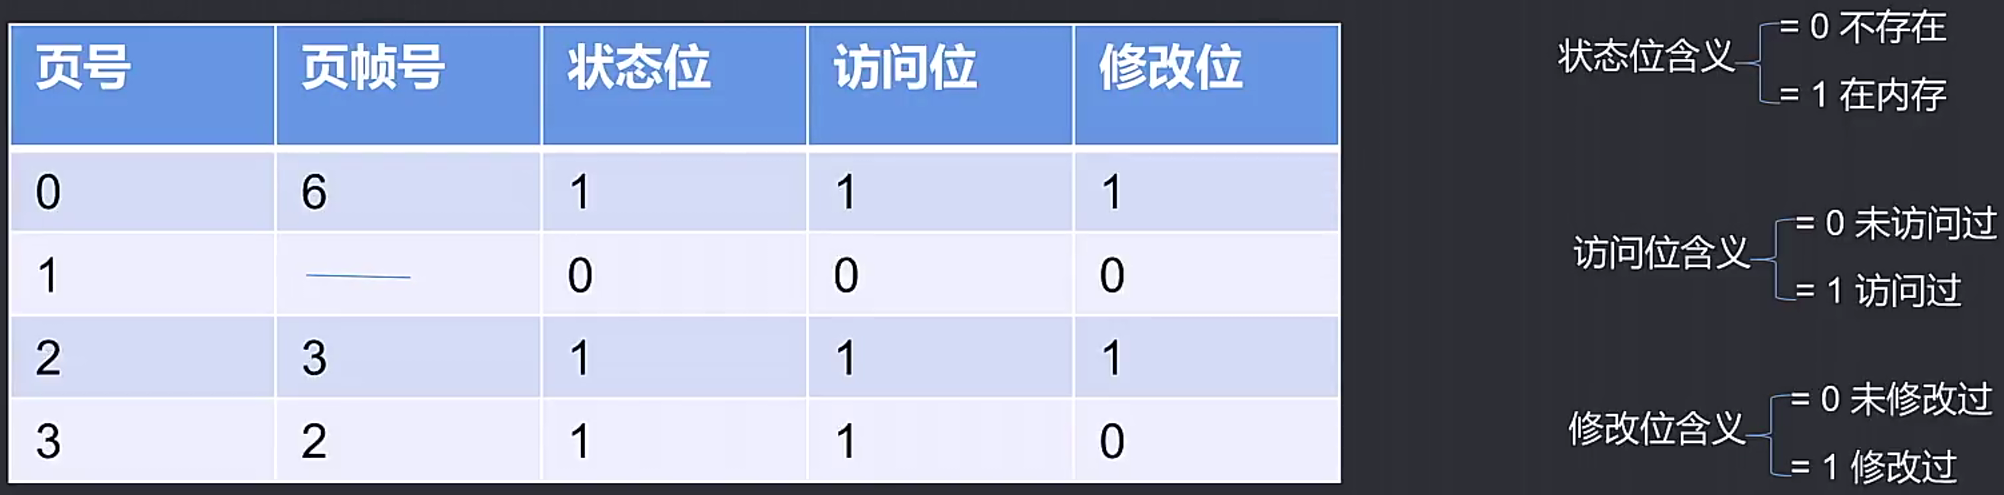 页号 页帧号 状态位 访问位 修改位
0 6 1 1 1
1 —— 0 0 0
2 3 1 1 1
3 2 1 1 0
状态位含义
= 0 不存在
= 1 在内存
访问位含义
= 0 未访问过
= 1 访问过
修改位含义
= 0 未修改过
= 1 修改过